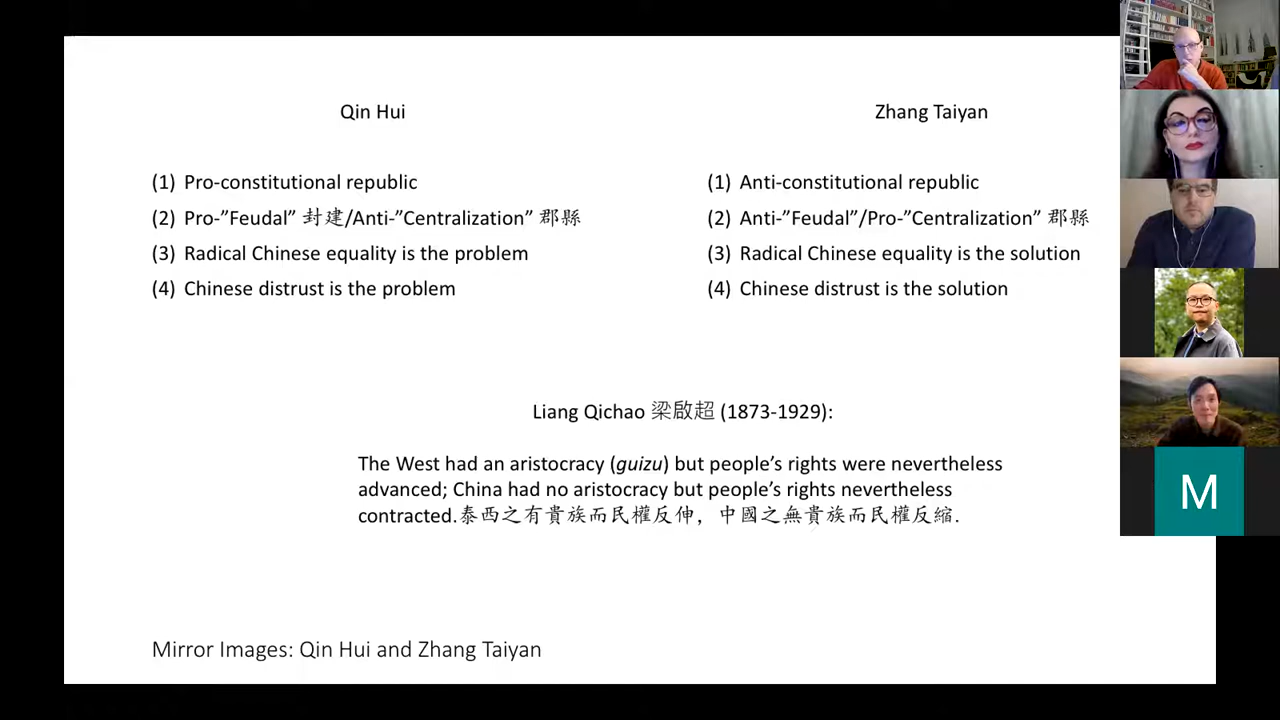 Qin Hui
(1) Pro-constitutional republic
(2) Pro-”Feudal” 封建/Anti-”Centralization” 郡縣
(3) Radical Chinese equality is the problem
(4) Chinese distrust is the problem
Zhang Taiyan
(1) Anti-constitutional republic
(2) Anti-”Feudal”/Pro-”Centralization” 郡縣
(3) Radical Chinese equality is the solution
(4) Chinese distrust is the solution
Liang Qichao 梁啟超 (1873-1929):
The West had an aristocracy (guizu) but people’s rights were nevertheless
advanced; China had no aristocracy but people’s rights nevertheless
contracted.泰西之有貴族而民權反伸，中國之無貴族而民權反縮.
Mirror Images: Qin Hui and Zhang Taiyan
M